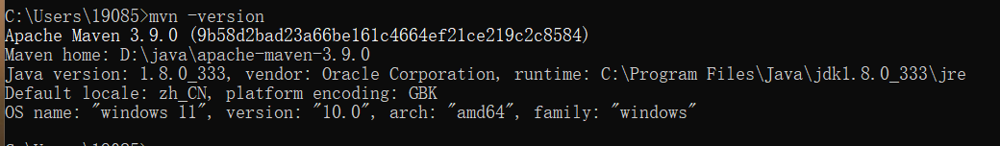 C:\Users\19085>mvn -version
Apache Maven 3.9.0 (9b58d2bad23a66be161c4664ef21ce219c2c8584)
Maven home: D:\java\apache-maven-3.9.0
Java version: 1.8.0_333, vendor: Oracle Corporation, runtime: C:\Program Files\Java\jdk1.8.0_333\jre
Default locale: zh_CN, platform encoding: GBK
OS name: "windows 11", version: "10.0", arch: "amd64", family: "windows"